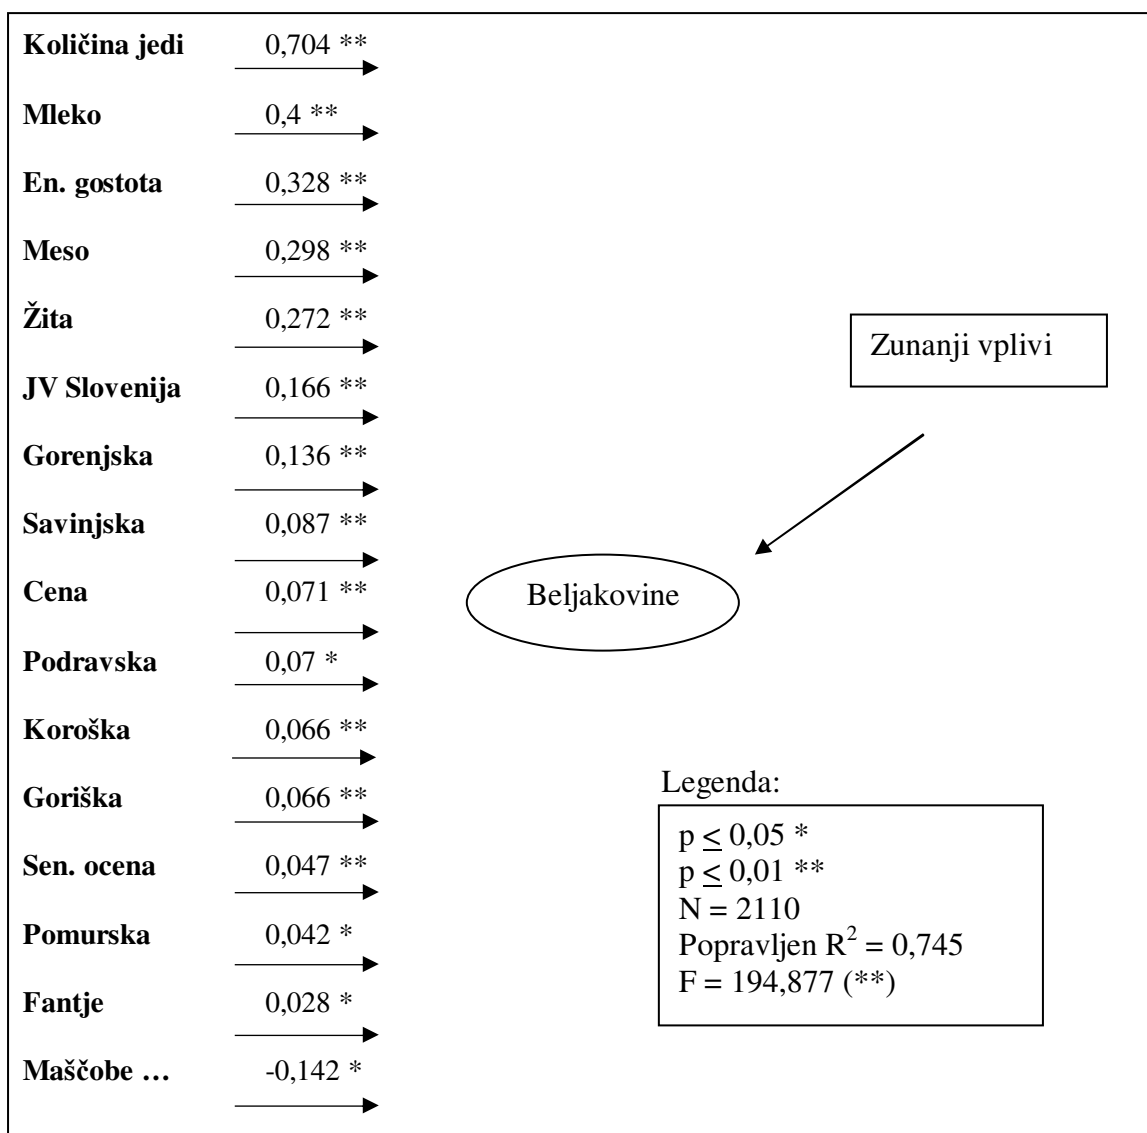 Količina jedi 0,704 **
Mleko 0,4 **
En. gostota 0,328 **
Meso 0,298 **
Žita 0,272 **
JV Slovenija 0,166 **
Gorenjska 0,136 **
Savinjska 0,087 **
Cena 0,071 **
Podravska 0,07 *
Koroška 0,066 **
Goriška 0,066 **
Sen. ocena 0,047 **
Pomurska 0,042 *
Fantje 0,028 *
Maščobe … -0,142 *
Zunanji vplivi
Beljakovine
Legenda:
p ≤ 0,05 *
p ≤ 0,01 **
N = 2110
Popravljen R² = 0,745
F = 194,877 (**)